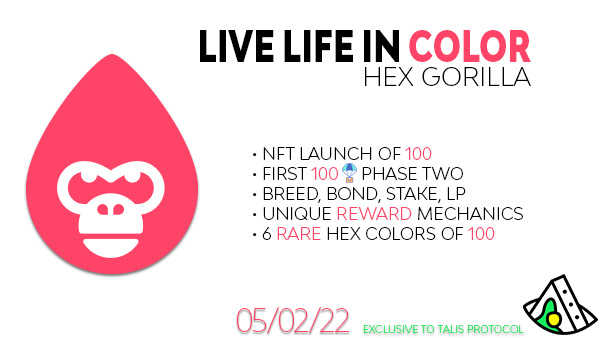 LIVE LIFE IN COLOR
HEX GORILLA
• NFT LAUNCH OF 100
• FIRST 100 PHASE TWO
• BREED, BOND, STAKE, LP
• UNIQUE REWARD MECHANICS
• 6 RARE HEX COLORS OF 100
05/02/22 EXCLUSIVE TO TALIS PROTOCOL